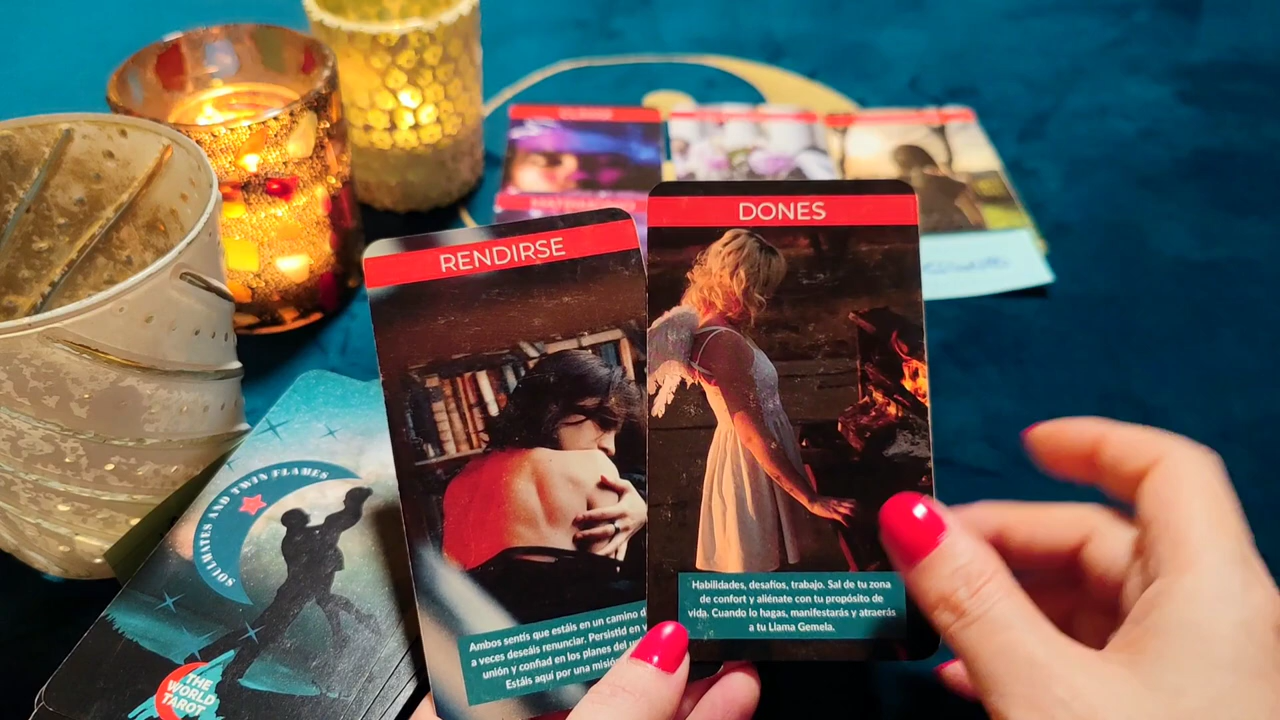 RENDIRSE
Ambos sentís que estáis en un camino
a veces deseáis renunciar. Persistid en
unión y confiad en los planes del
Estáis aquí por una
DONES
Habilidades, desafíos, trabajo. Sal de tu zona
de confort y aliénate con tu propósito de
vida. Cuando lo hagas, manifestarás y atraerás
a tu Llama Gemela.
SOULMATES AND TWIN FLAMES
THE
WORLD
TAROT